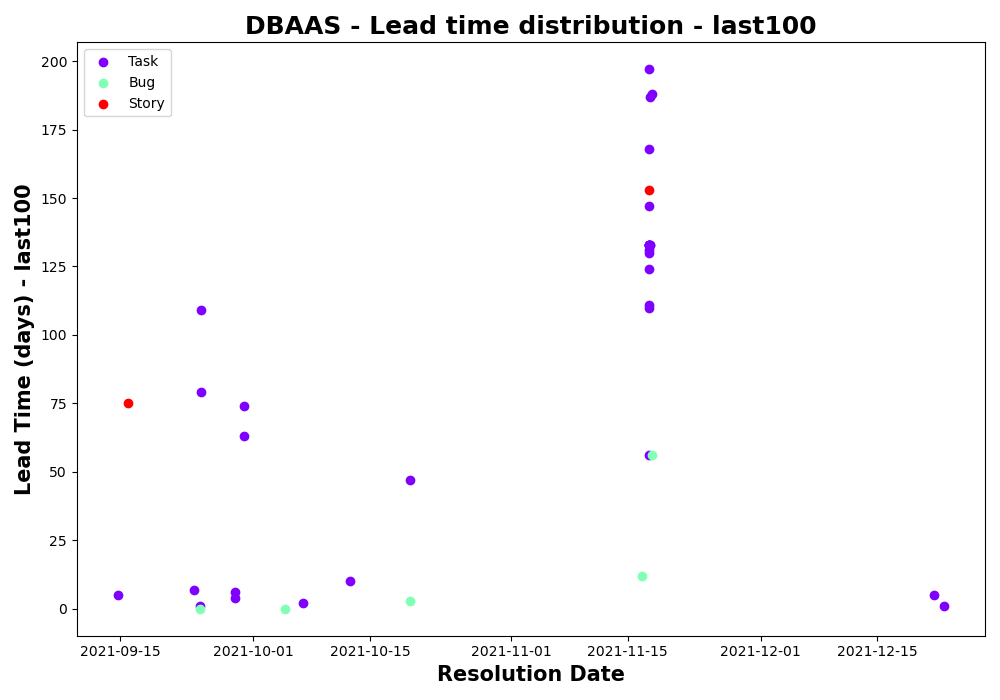 DBAAS - Lead time distribution - last100
Task
Bug
Story
Lead Time (days) - last100
200
175
150
125
100
75
50
25
0
2021-09-15
2021-10-01
2021-10-15
2021-11-01
2021-11-15
2021-12-01
2021-12-15
Resolution Date